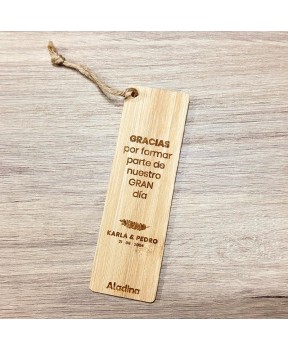 GRACIAS
por formar
parte de
nuestro
GRAN
día
KARLA & PEDRO
Aladina